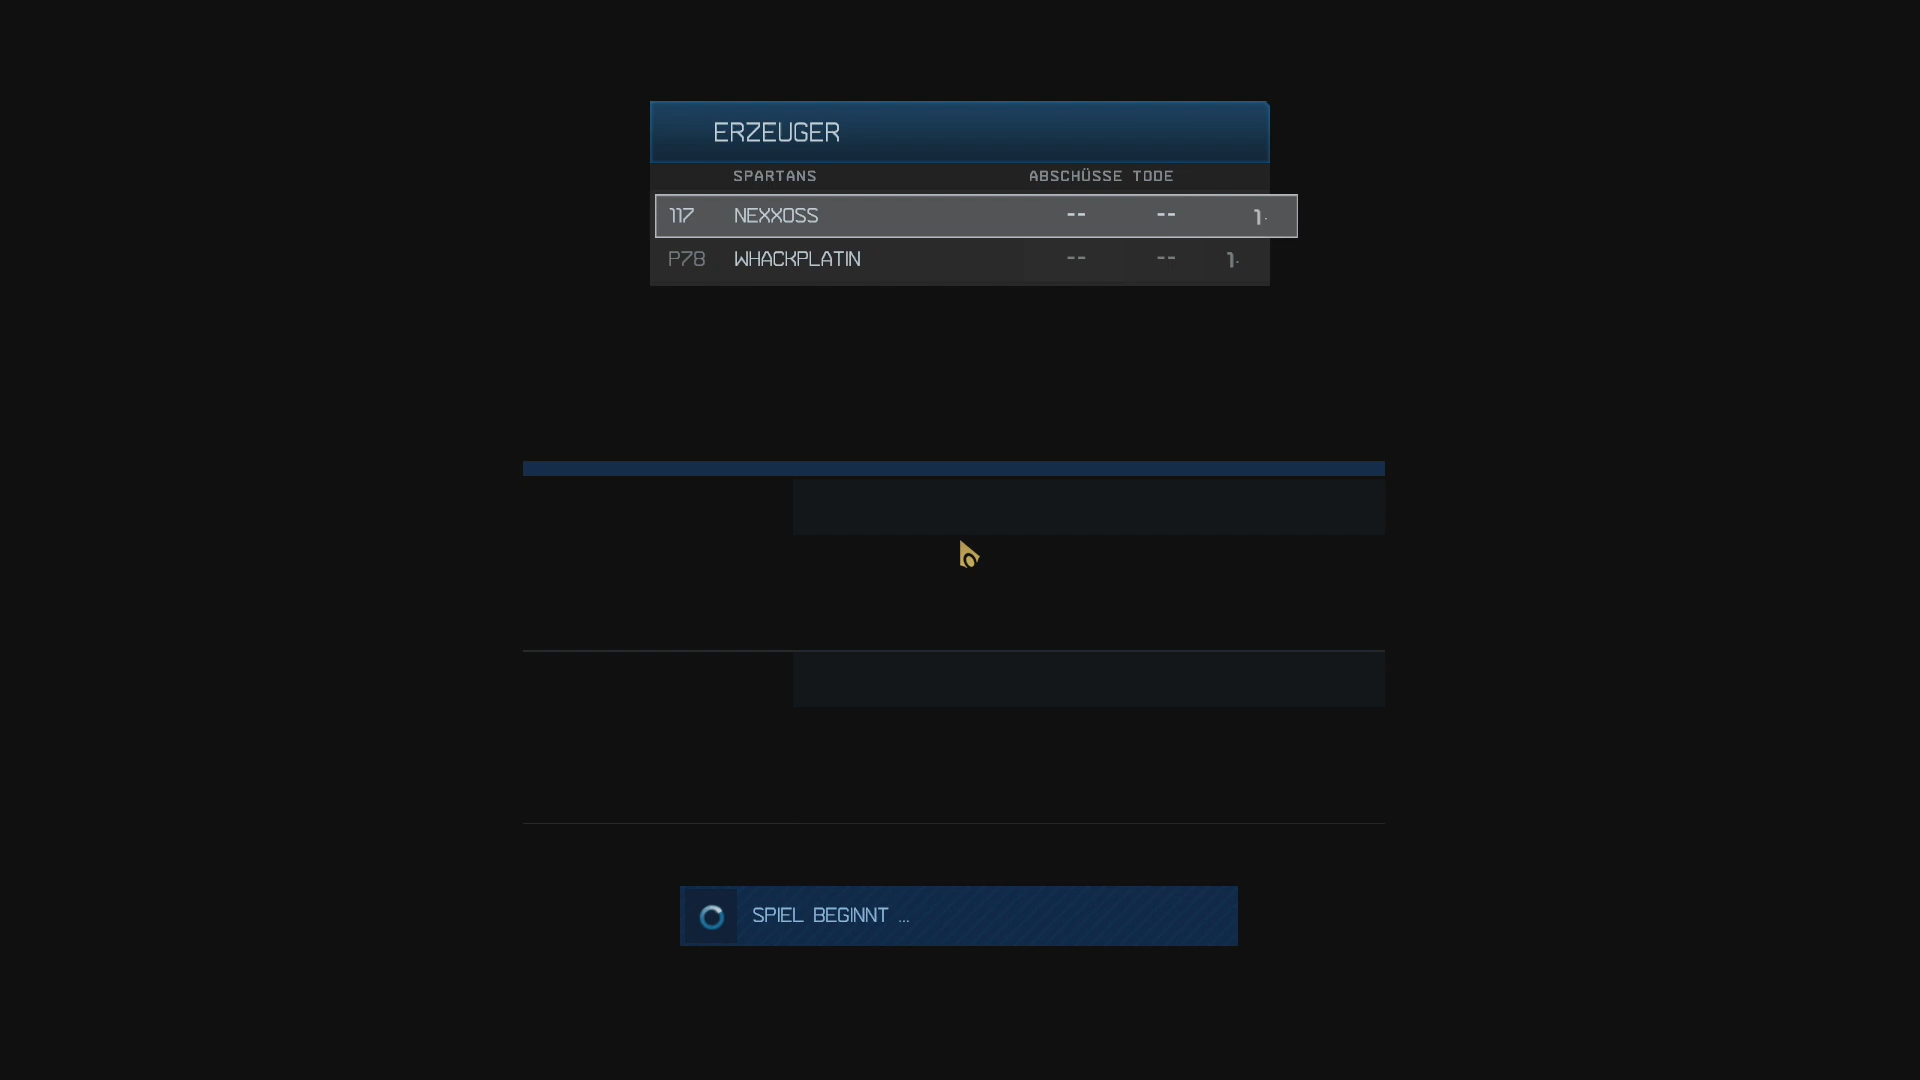 ERZEUGER
SPARTANS ABSCHÜSSE TODE
117 NEXXOSS -- -- 1.
P78 WHACKPLATIN -- -- 1.
SPIEL BEGINNT ...